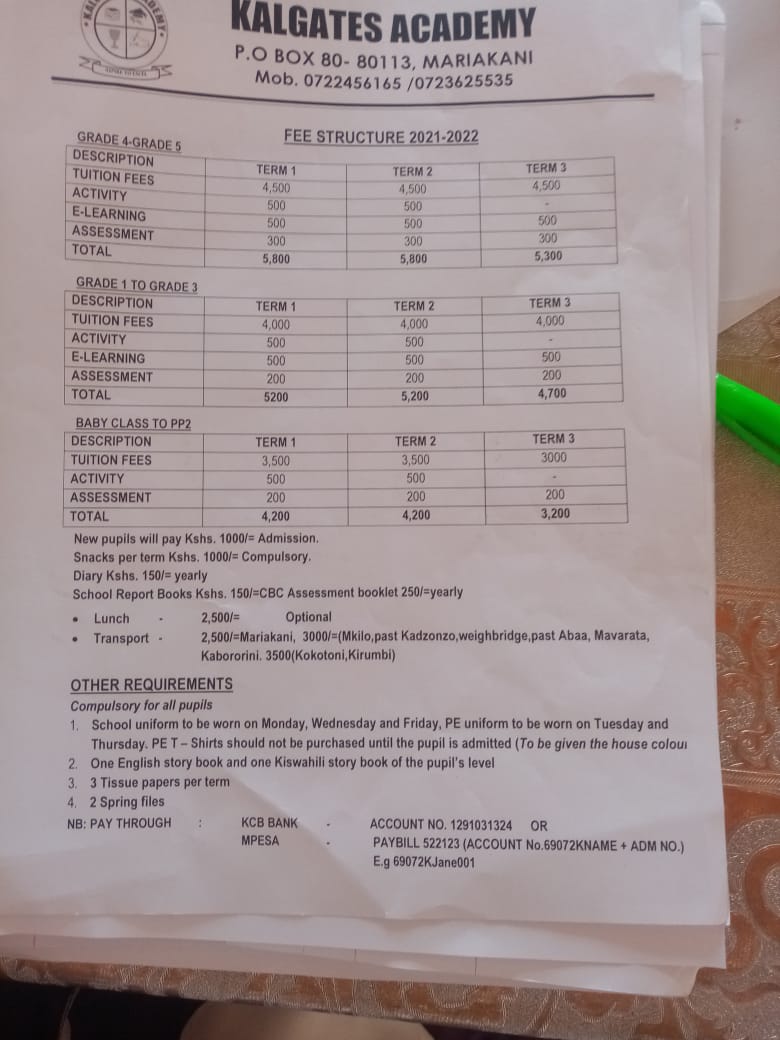 KALGATES ACADEMY
P.O BOX 80- 80113, MARIAKANI
Mob. 0722456165 /0723625535
FEE STRUCTURE 2021-2022
GRADE 4-GRADE 5
DESCRIPTION TERM 1 TERM 2 TERM 3
TUITION FEES 4,500 4,500 4,500
ACTIVITY 500 500 -
E-LEARNING 500 500 500
ASSESSMENT 300 300 300
TOTAL 5,800 5,800 5,300
GRADE 1 TO GRADE 3
DESCRIPTION TERM 1 TERM 2 TERM 3
TUITION FEES 4,000 4,000 4,000
ACTIVITY 500 500 -
E-LEARNING 500 500 500
ASSESSMENT 200 200 200
TOTAL 5200 5,200 4,700
BABY CLASS TO PP2
DESCRIPTION TERM 1 TERM 2 TERM 3
TUITION FEES 3,500 3,500 3000
ACTIVITY 500 500 -
ASSESSMENT 200 200 200
TOTAL 4,200 4,200 3,200
New pupils will pay Kshs. 1000/= Admission.
Snacks per term Kshs. 1000/= Compulsory.
Diary Kshs. 150/= yearly
School Report Books Kshs. 150/=CBC Assessment booklet 250/=yearly
• Lunch - 2,500/= Optional
• Transport - 2,500/=Mariakani, 3000/=(Mkilo,past Kadzonzo,weighbridge,past Abaa, Mavarata,
Kabororini. 3500(Kokotoni,Kirumbi)
OTHER REQUIREMENTS
Compulsory for all pupils
1. School uniform to be worn on Monday, Wednesday and Friday, PE uniform to be worn on Tuesday and
Thursday. PE T – Shirts should not be purchased until the pupil is admitted (To be given the house colour
2. One English story book and one Kiswahili story book of the pupil's level
3. 3 Tissue papers per term
4. 2 Spring files
NB: PAY THROUGH : KCB BANK - ACCOUNT NO. 1291031324 OR
MPESA - PAYBILL 522123 (ACCOUNT No.69072KNAME + ADM NO.)
E.g 69072KJane001